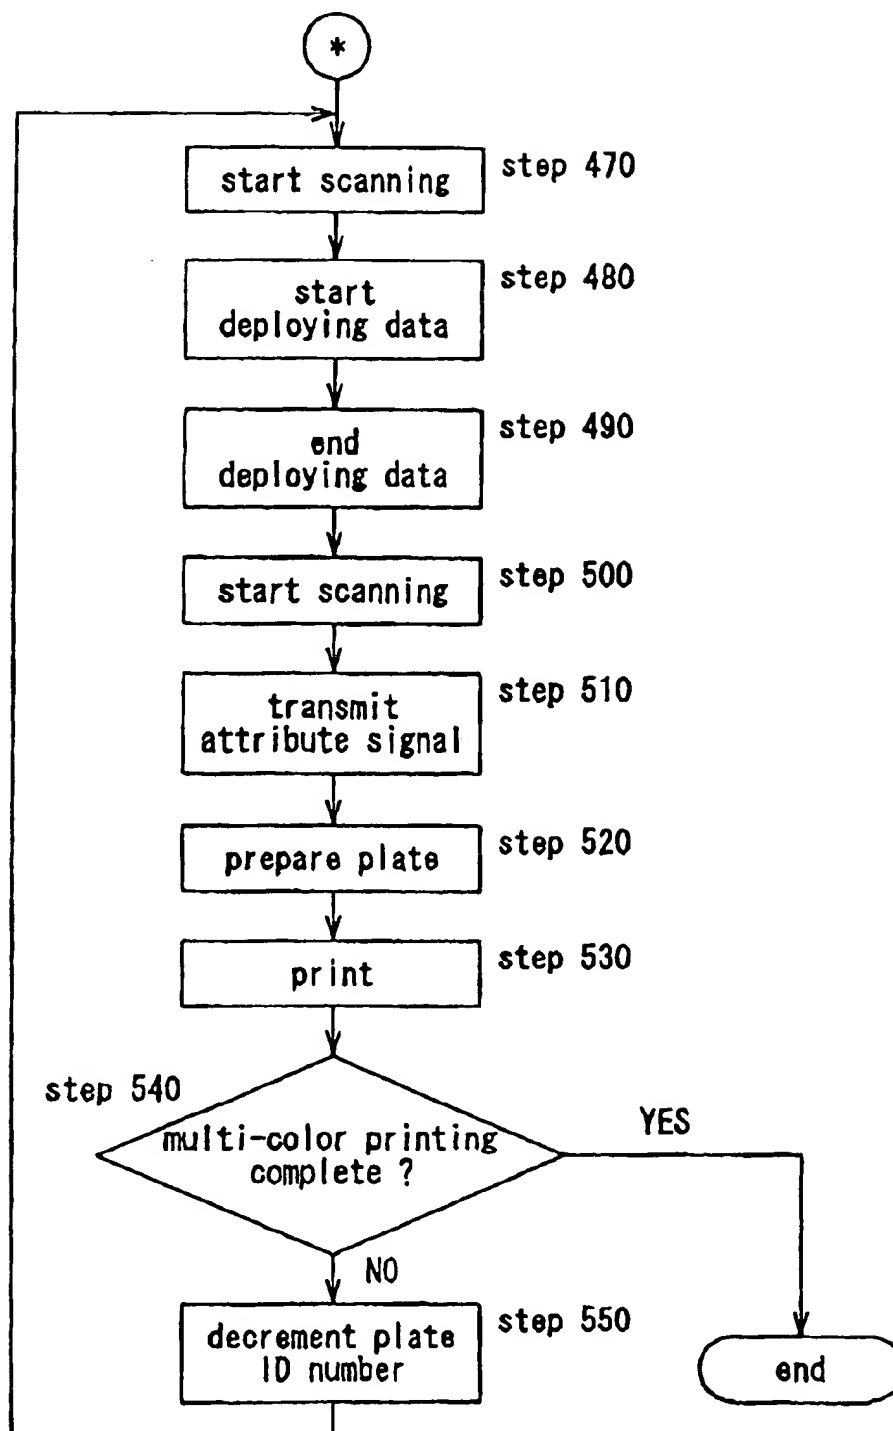 *
start scanning
step 470
start
deploying data
step 480
end
deploying data
step 490
start scanning
step 500
transmit
attribute signal
step 510
prepare plate
step 520
print
step 530
step 540
multi-color printing
complete ?
YES
NO
decrement plate
ID number
step 550
end